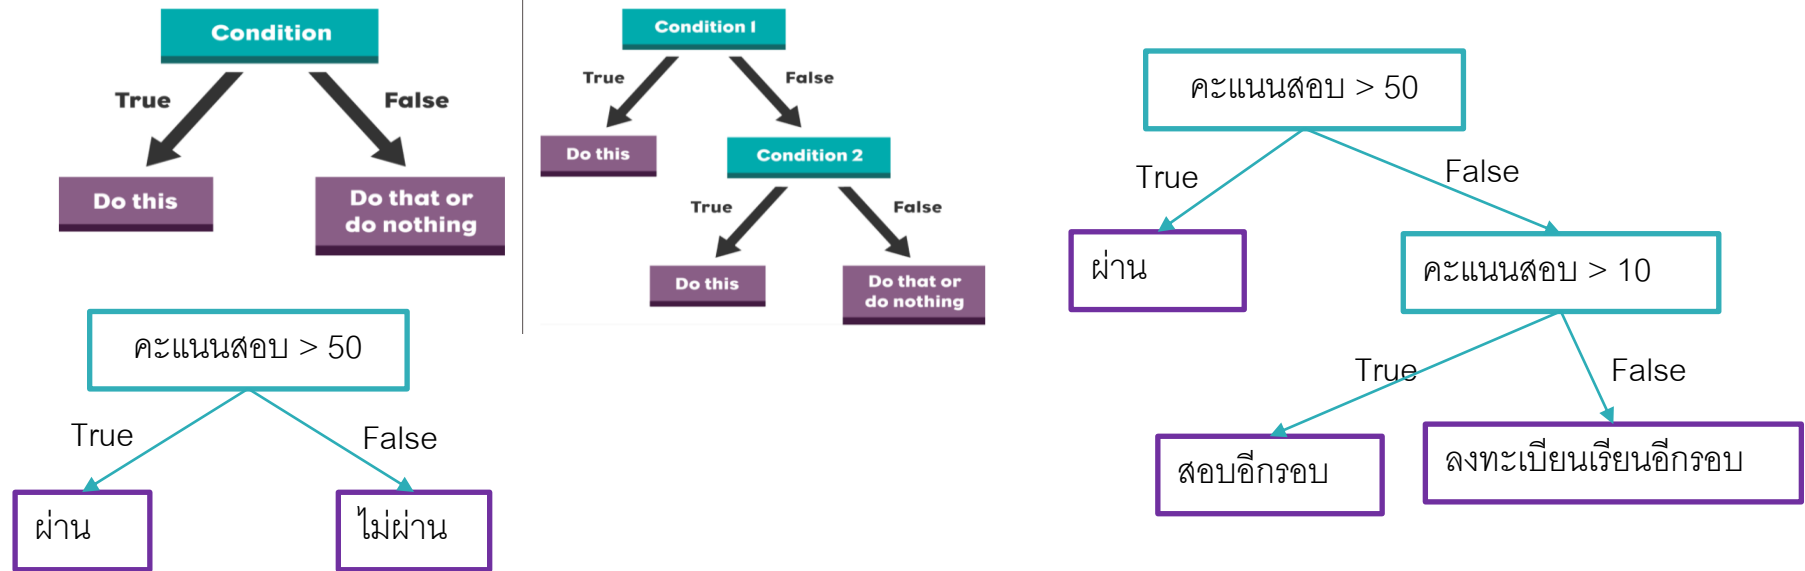 Condition
True
False
Do this
Do that or
do nothing
Condition 1
True
False
Do this
Condition 2
True
False
Do this
Do that or
do nothing
คะแนนสอบ > 50
True
False
ผ่าน
ไม่ผ่าน
คะแนนสอบ > 50
True
False
ผ่าน
คะแนนสอบ > 10
True
False
สอบอีกรอบ
ลงทะเบียนเรียนอีกรอบ